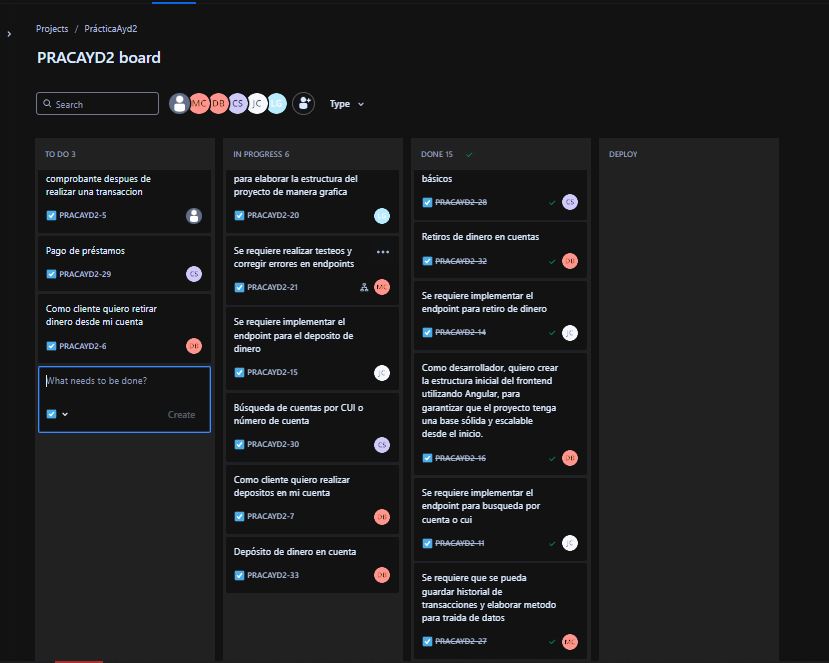 Projects / PrácticaAyd2
PRACAYD2 board
Search
MC DB CS JC LG
Type
TO DO 3
comprobante despues de
realizar una transaccion
PRACAYD2-5
Pago de préstamos
PRACAYD2-29
CS
Como cliente quiero retirar
dinero desde mi cuenta
PRACAYD2-6
DB
What needs to be done?
Create
IN PROGRESS 6
para elaborar la estructura del
proyecto de manera grafica
PRACAYD2-20
LG
Se requiere realizar testeos y
corregir errores en endpoints
PRACAYD2-21
MC
Se requiere implementar el
endpoint para el deposito de
dinero
PRACAYD2-15
JC
Búsqueda de cuentas por CUI o
número de cuenta
PRACAYD2-30
CS
Como cliente quiero realizar
depositos en mi cuenta
PRACAYD2-7
DB
Depósito de dinero en cuenta
PRACAYD2-33
DB
DONE 15
básicos
PRACAYD2-28
CS
Retiros de dinero en cuentas
PRACAYD2-32
DB
Se requiere implementar el
endpoint para retiro de dinero
PRACAYD2-14
JC
Como desarrollador, quiero crear
la estructura inicial del frontend
utilizando Angular, para
garantizar que el proyecto tenga
una base sólida y escalable
desde el inicio.
PRACAYD2-16
DB
Se requiere implementar el
endpoint para busqueda por
cuenta o cui
PRACAYD2-11
JC
Se requiere que se pueda
guardar historial de
transacciones y elaborar metodo
para traida de datos
PRACAYD2-27
MC
DEPLOY